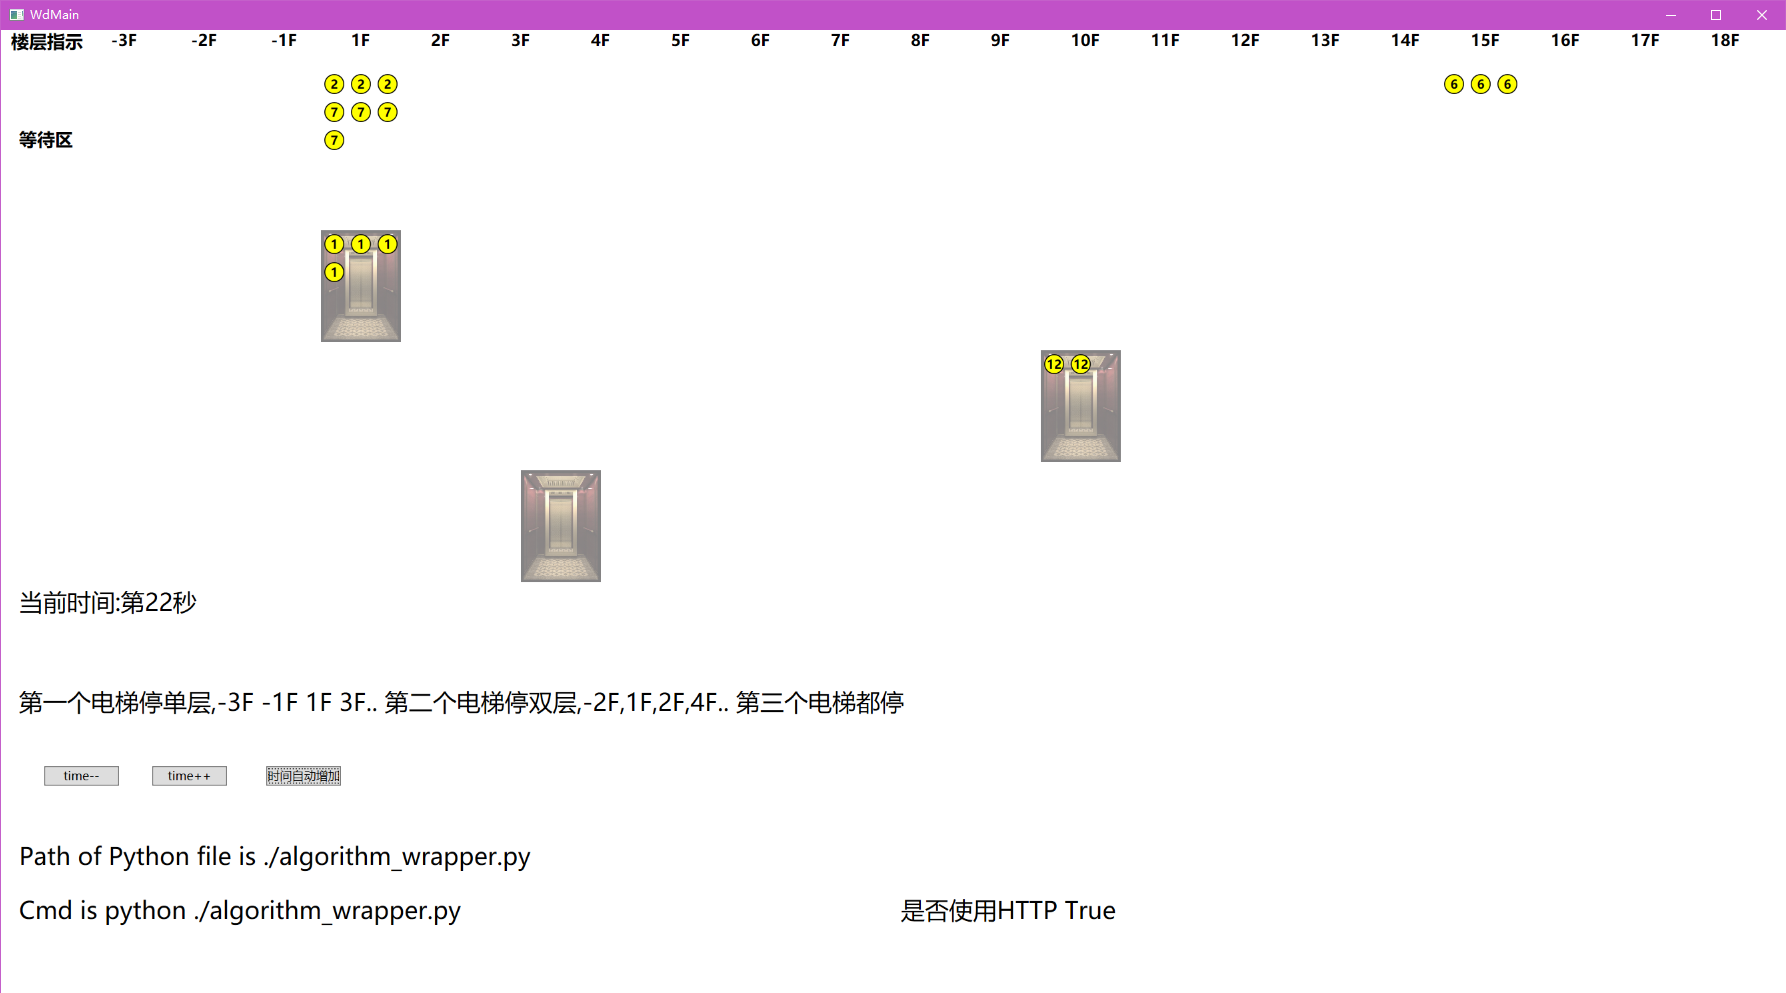 WdMain
楼层指示 -3F -2F -1F 1F 2F 3F 4F 5F 6F 7F 8F 9F 10F 11F 12F 13F 14F 15F 16F 17F 18F
2 2 2 6 6 6
7 7 7
等待区 7
1 1 1
1
12 12
当前时间:第22秒
第一个电梯停单层,-3F -1F 1F 3F.. 第二个电梯停双层,-2F,1F,2F,4F.. 第三个电梯都停
time-- time++ 时间自动增加
Path of Python file is ./algorithm_wrapper.py
Cmd is python ./algorithm_wrapper.py 是否使用HTTP True